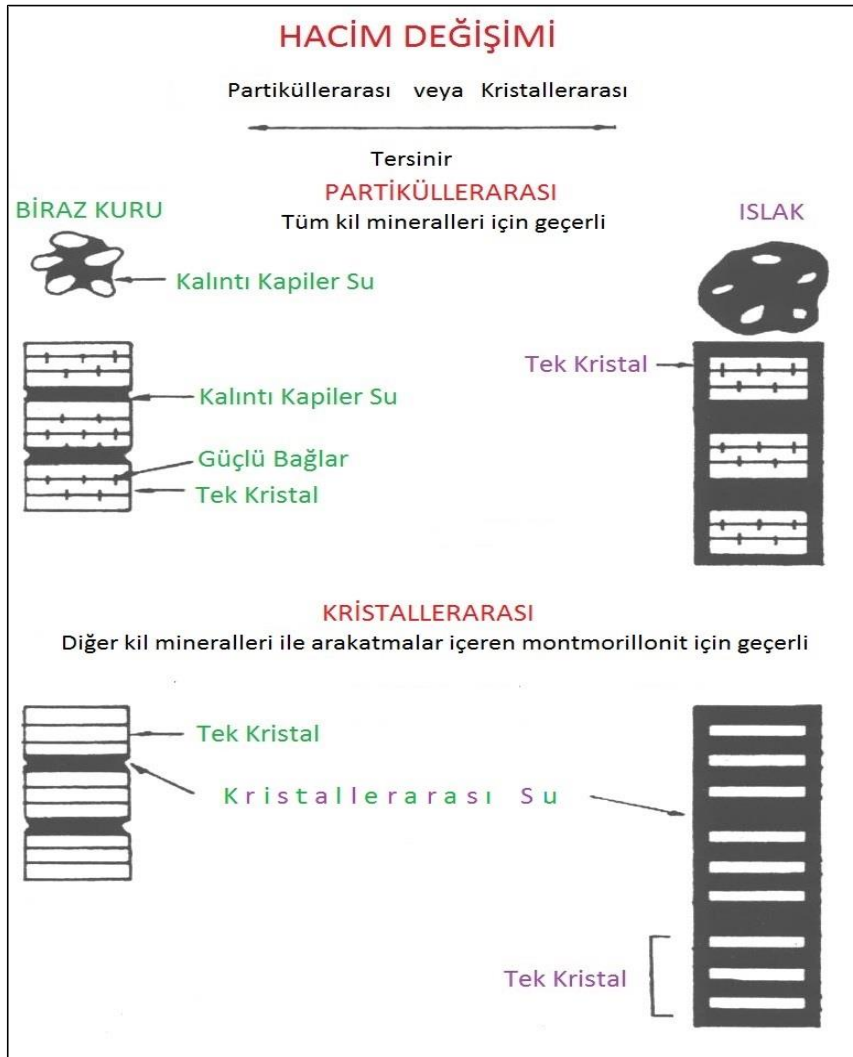 HACİM DEĞİŞİMİ
Partiküllerarası veya Kristallerarası
Tersinir
PARTİKÜLLERARASI
BİRAZ KURU
Tüm kil mineralleri için geçerli
ISLAK
Kalıntı Kapiler Su
Tek Kristal
Kalıntı Kapiler Su
Güçlü Bağlar
Tek Kristal
KRİSTALLERARASI
Diğer kil mineralleri ile arakatmalar içeren montmorillonit için geçerli
Tek Kristal
Kristallerarası Su
Tek Kristal